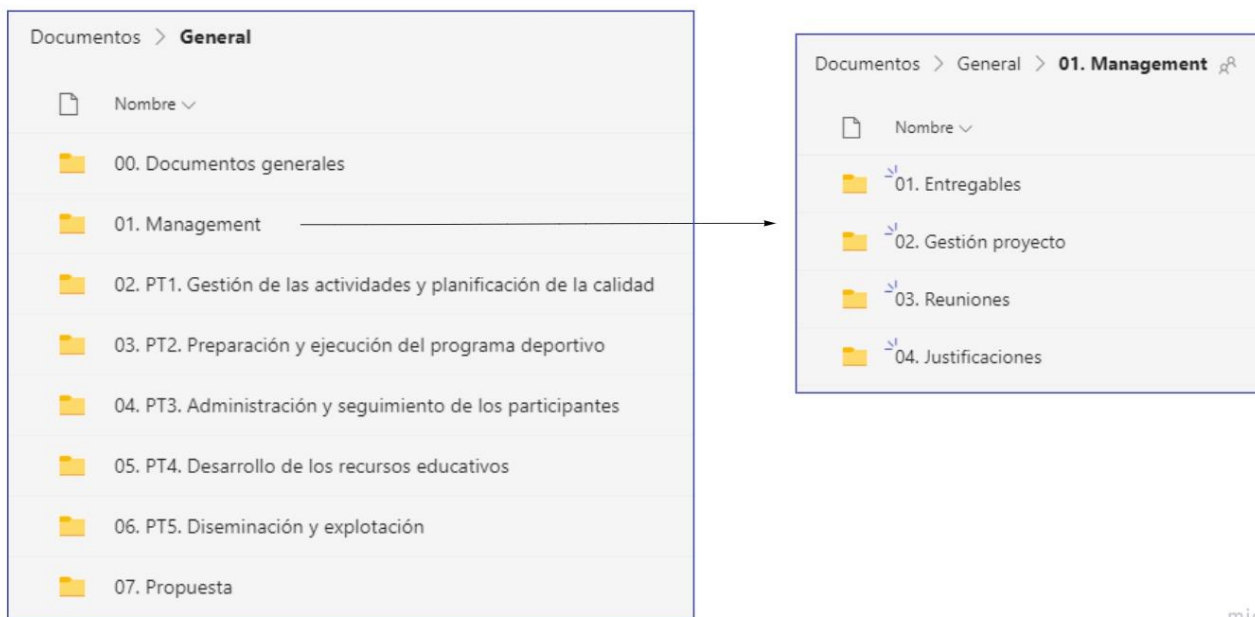 Documentos > General
Nombre
00. Documentos generales
01. Management
02. PT1. Gestión de las actividades y planificación de la calidad
03. PT2. Preparación y ejecución del programa deportivo
04. PT3. Administración y seguimiento de los participantes
05. PT4. Desarrollo de los recursos educativos
06. PT5. Diseminación y explotación
07. Propuesta
Documentos > General > 01. Management
Nombre
01. Entregables
02. Gestión proyecto
03. Reuniones
04. Justificaciones